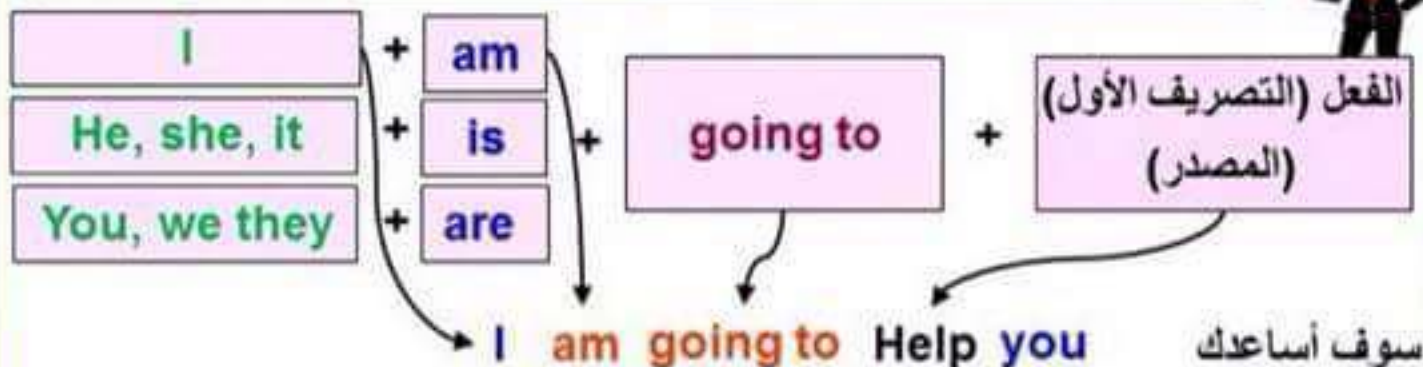 I + am
He, she, it + is + going to + الفعل (التصريف الأول) (المصدر)
You, we they + are
I am going to Help you سوف أساعدك